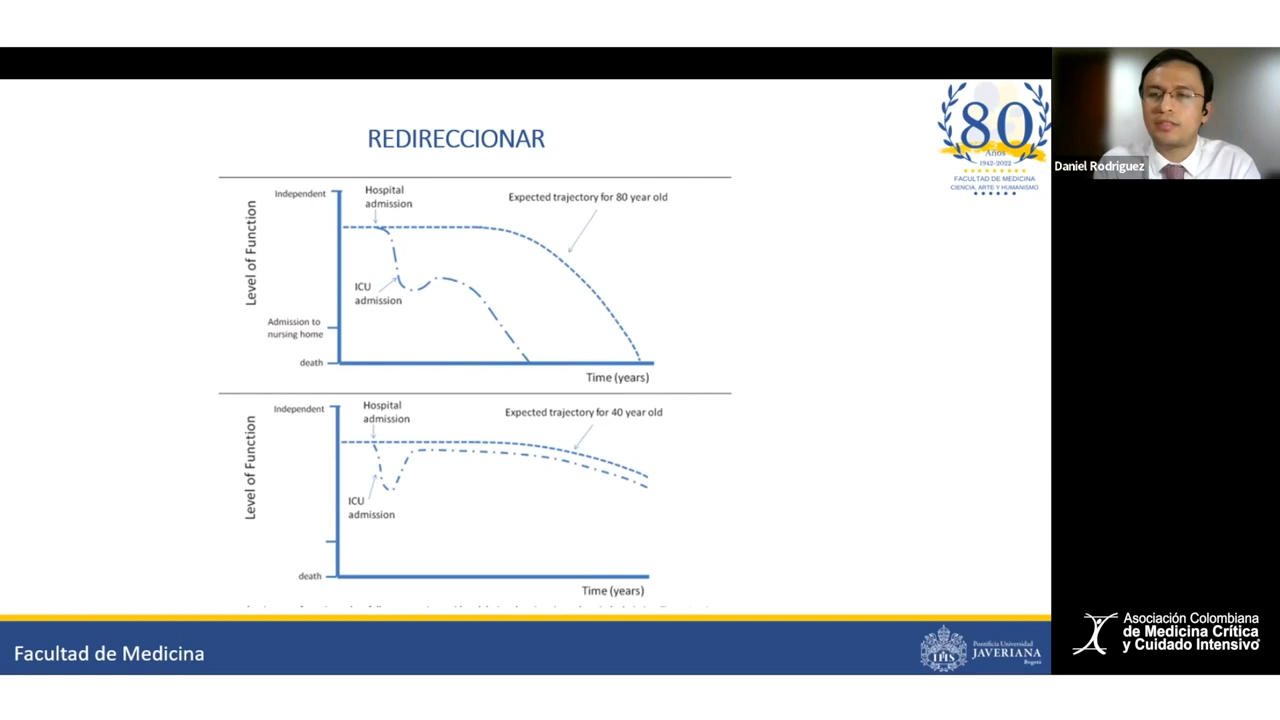 REDIRECCIONAR
80
Años
1942-2022
FACULTAD DE MEDICINA
CIENCIA, ARTE Y HUMANISMO
Daniel Rodriguez
Level of Function
Independent
Hospital
admission
Expected trajectory for 80 year old
ICU
admission
Admission to
nursing home
death
Time (years)
Level of Function
Independent
Hospital
admission
Expected trajectory for 40 year old
ICU
admission
death
Time (years)
Facultad de Medicina
IHS
Pontificia Universidad
JAVERIANA
Bogotá
Asociación Colombiana
de Medicina Crítica
y Cuidado Intensivo